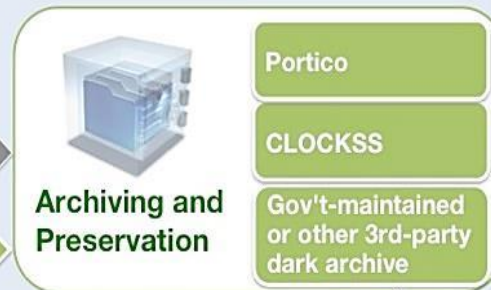 Portico
CLOCKSS
Archiving and
Preservation
Gov't-maintained
or other 3rd-party
dark archive